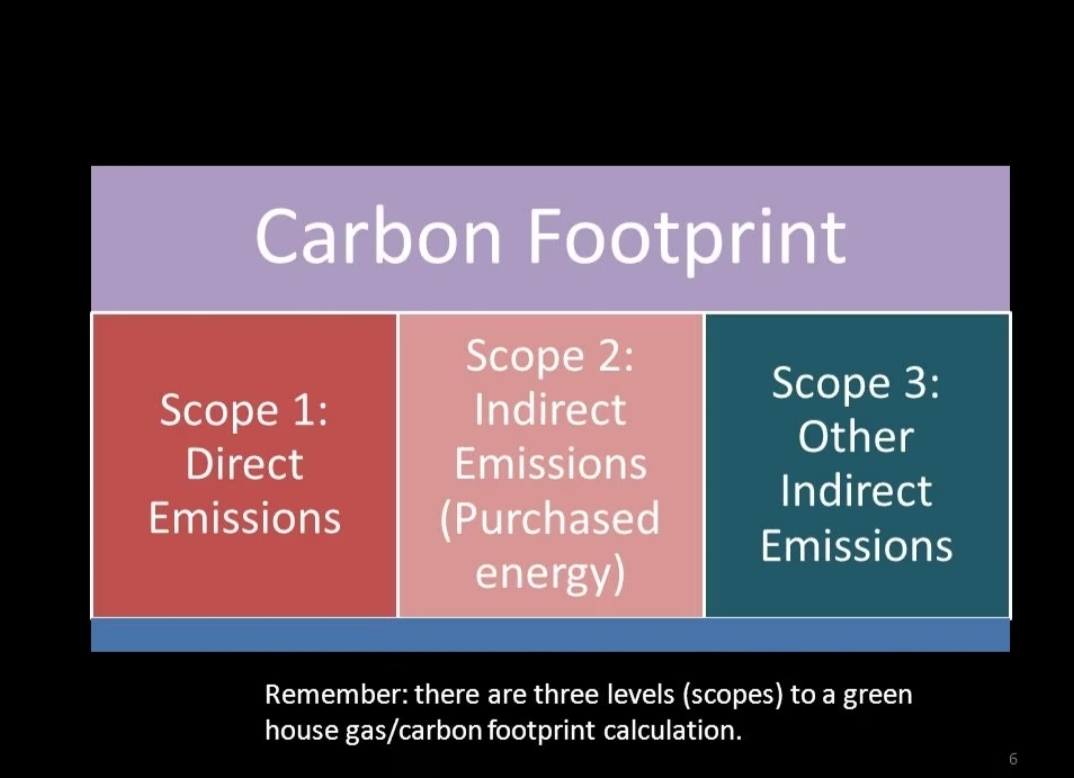 Carbon Footprint
Scope 1:
Direct
Emissions
Scope 2:
Indirect
Emissions
(Purchased
energy)
Scope 3:
Other
Indirect
Emissions
Remember: there are three levels (scopes) to a green
house gas/carbon footprint calculation.
6